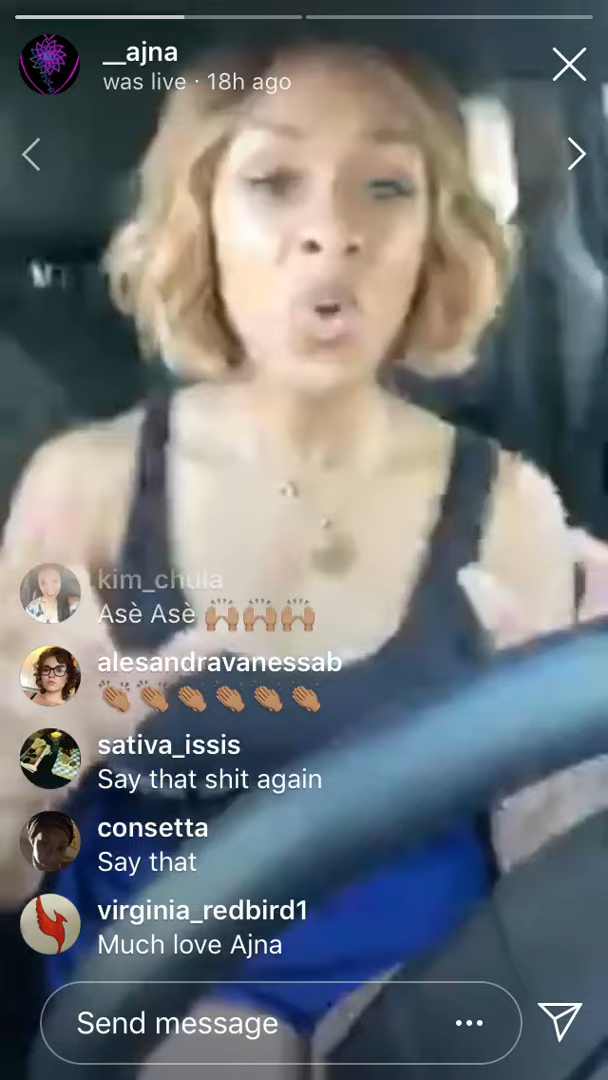 __ajna
was live · 18h ago
kim_chula
Asè Asè 🙌🏽🙌🏽🙌🏽
alesandravanessab
👏🏽👏🏽👏🏽👏🏽👏🏽👏🏽
sativa_issis
Say that shit again
consetta
Say that
virginia_redbird1
Much love Ajna
Send message